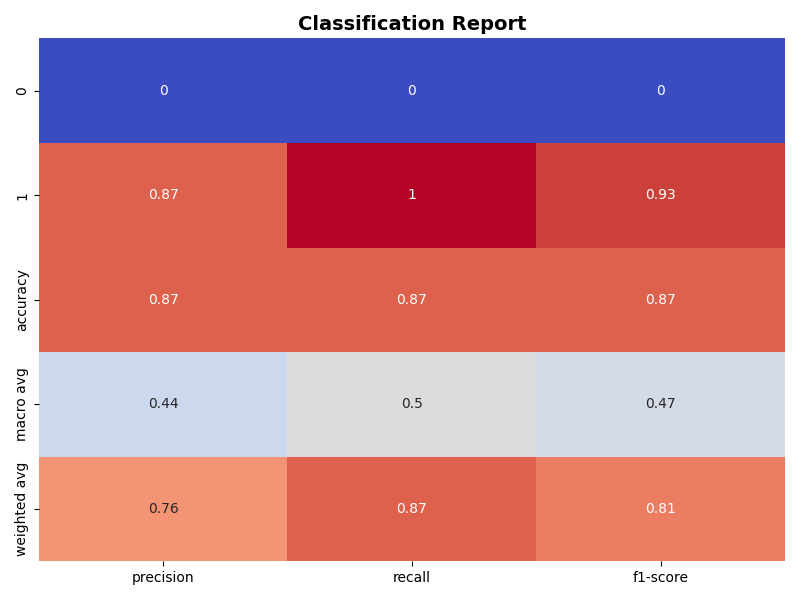 Classification Report
0 0 0 0
1 0.87 1 0.93
accuracy 0.87 0.87 0.87
macro avg 0.44 0.5 0.47
weighted avg 0.76 0.87 0.81
precision recall f1-score